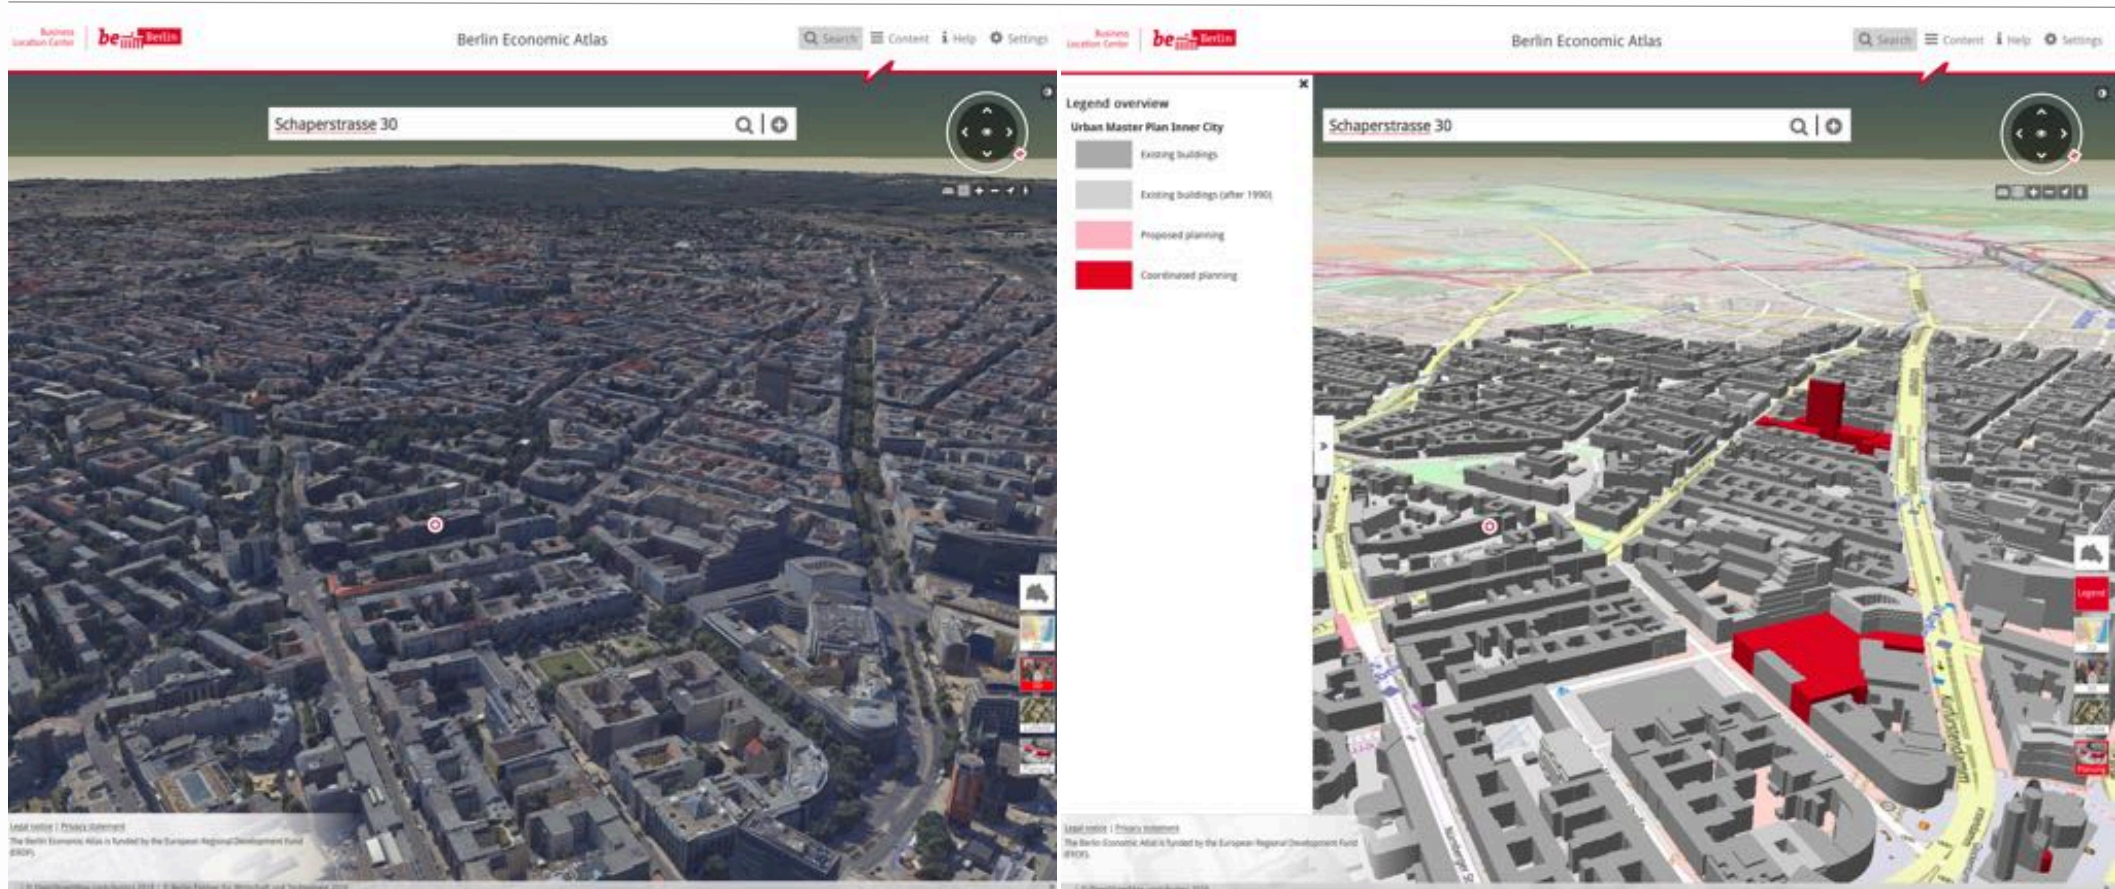 Business
Location Center
be Berlin
Berlin Economic Atlas
Search
Content
Help
Settings
Schaperstrasse 30
Legal notice | Privacy statement
The Berlin Economic Atlas is funded by the European Regional Development Fund
(ERDF).
Business
Location Center
be Berlin
Berlin Economic Atlas
Search
Content
Help
Settings
Legend overview
Urban Master Plan Inner City
Existing buildings
Existing buildings (after 1990)
Proposed planning
Coordinated planning
Schaperstrasse 30
Legend
Planung
Kurfürstendamm
Legal notice | Privacy statement
The Berlin Economic Atlas is funded by the European Regional Development Fund
(ERDF).